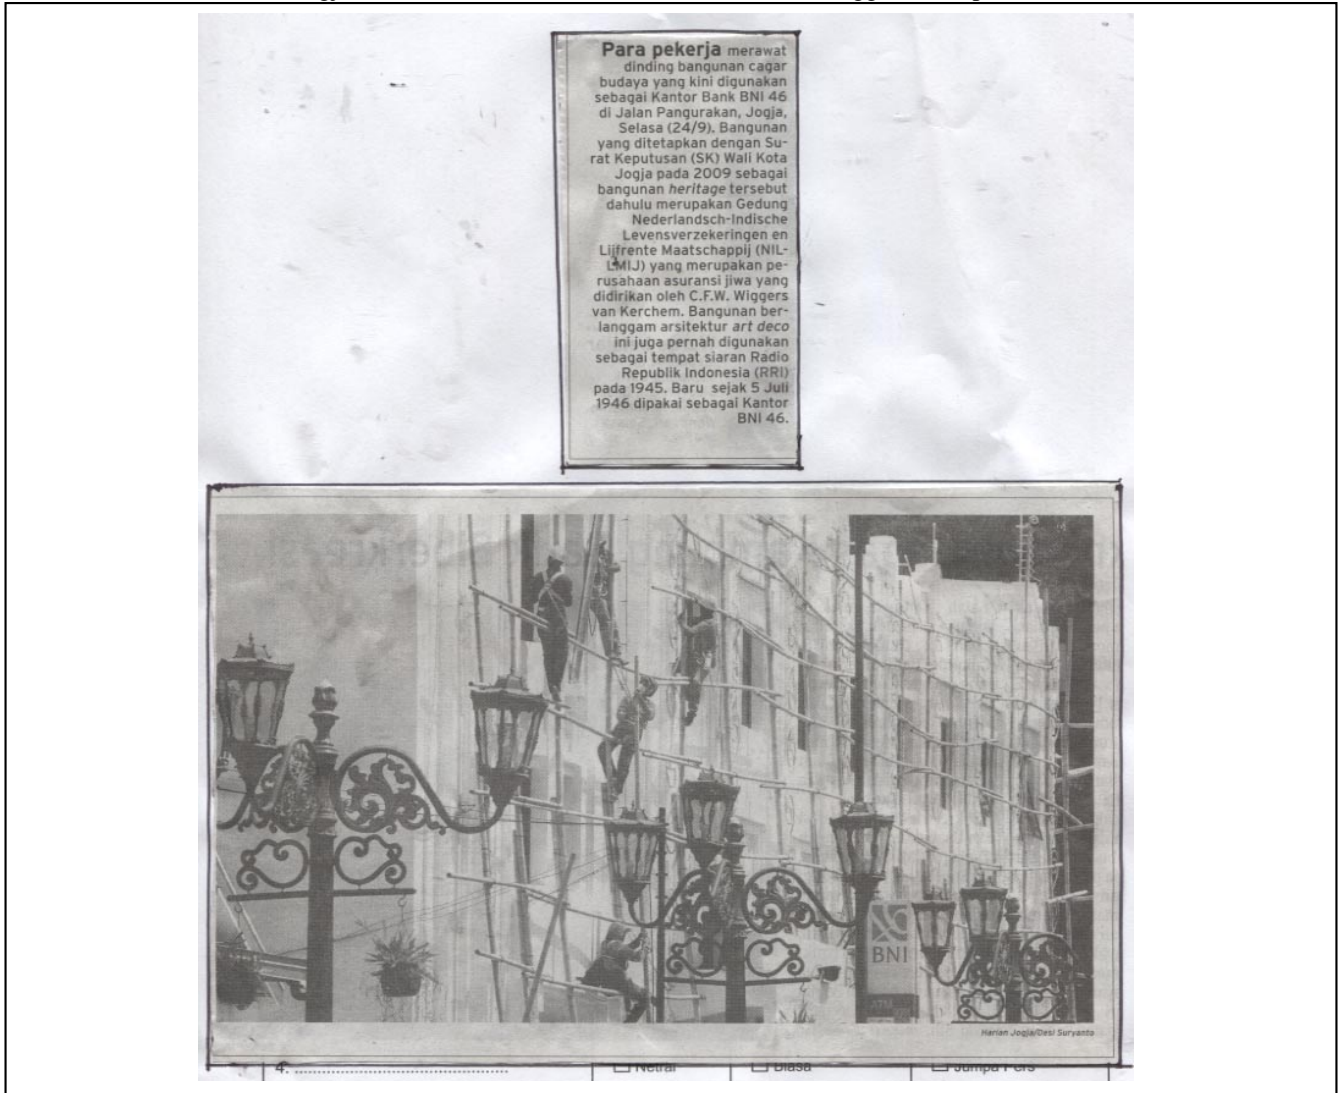 Para pekerja merawat
dinding bangunan cagar
budaya yang kini digunakan
sebagai Kantor Bank BNI 46
di Jalan Pangurakan, Jogja,
Selasa (24/9). Bangunan
yang ditetapkan dengan Su-
rat Keputusan (SK) Wali Kota
Jogja pada 2009 sebagai
bangunan heritage tersebut
dahulu merupakan Gedung
Nederlandsch-Indische
Levensverzekeringen en
Lijfrente Maatschappij (NIL-
LMIJ) yang merupakan pe-
rusahaan asuransi jiwa yang
didirikan oleh C.F.W. Wiggers
van Kerchem. Bangunan ber-
langgam arsitektur art deco
ini juga pernah digunakan
sebagai tempat siaran Radio
Republik Indonesia (RRI)
pada 1945. Baru sejak 5 Juli
1946 dipakai sebagai Kantor
BNI 46.
BNI
ATM
Harian Jogja/Desi Suryanto
4. ........................................ Netral Biasa Jumpa Pers